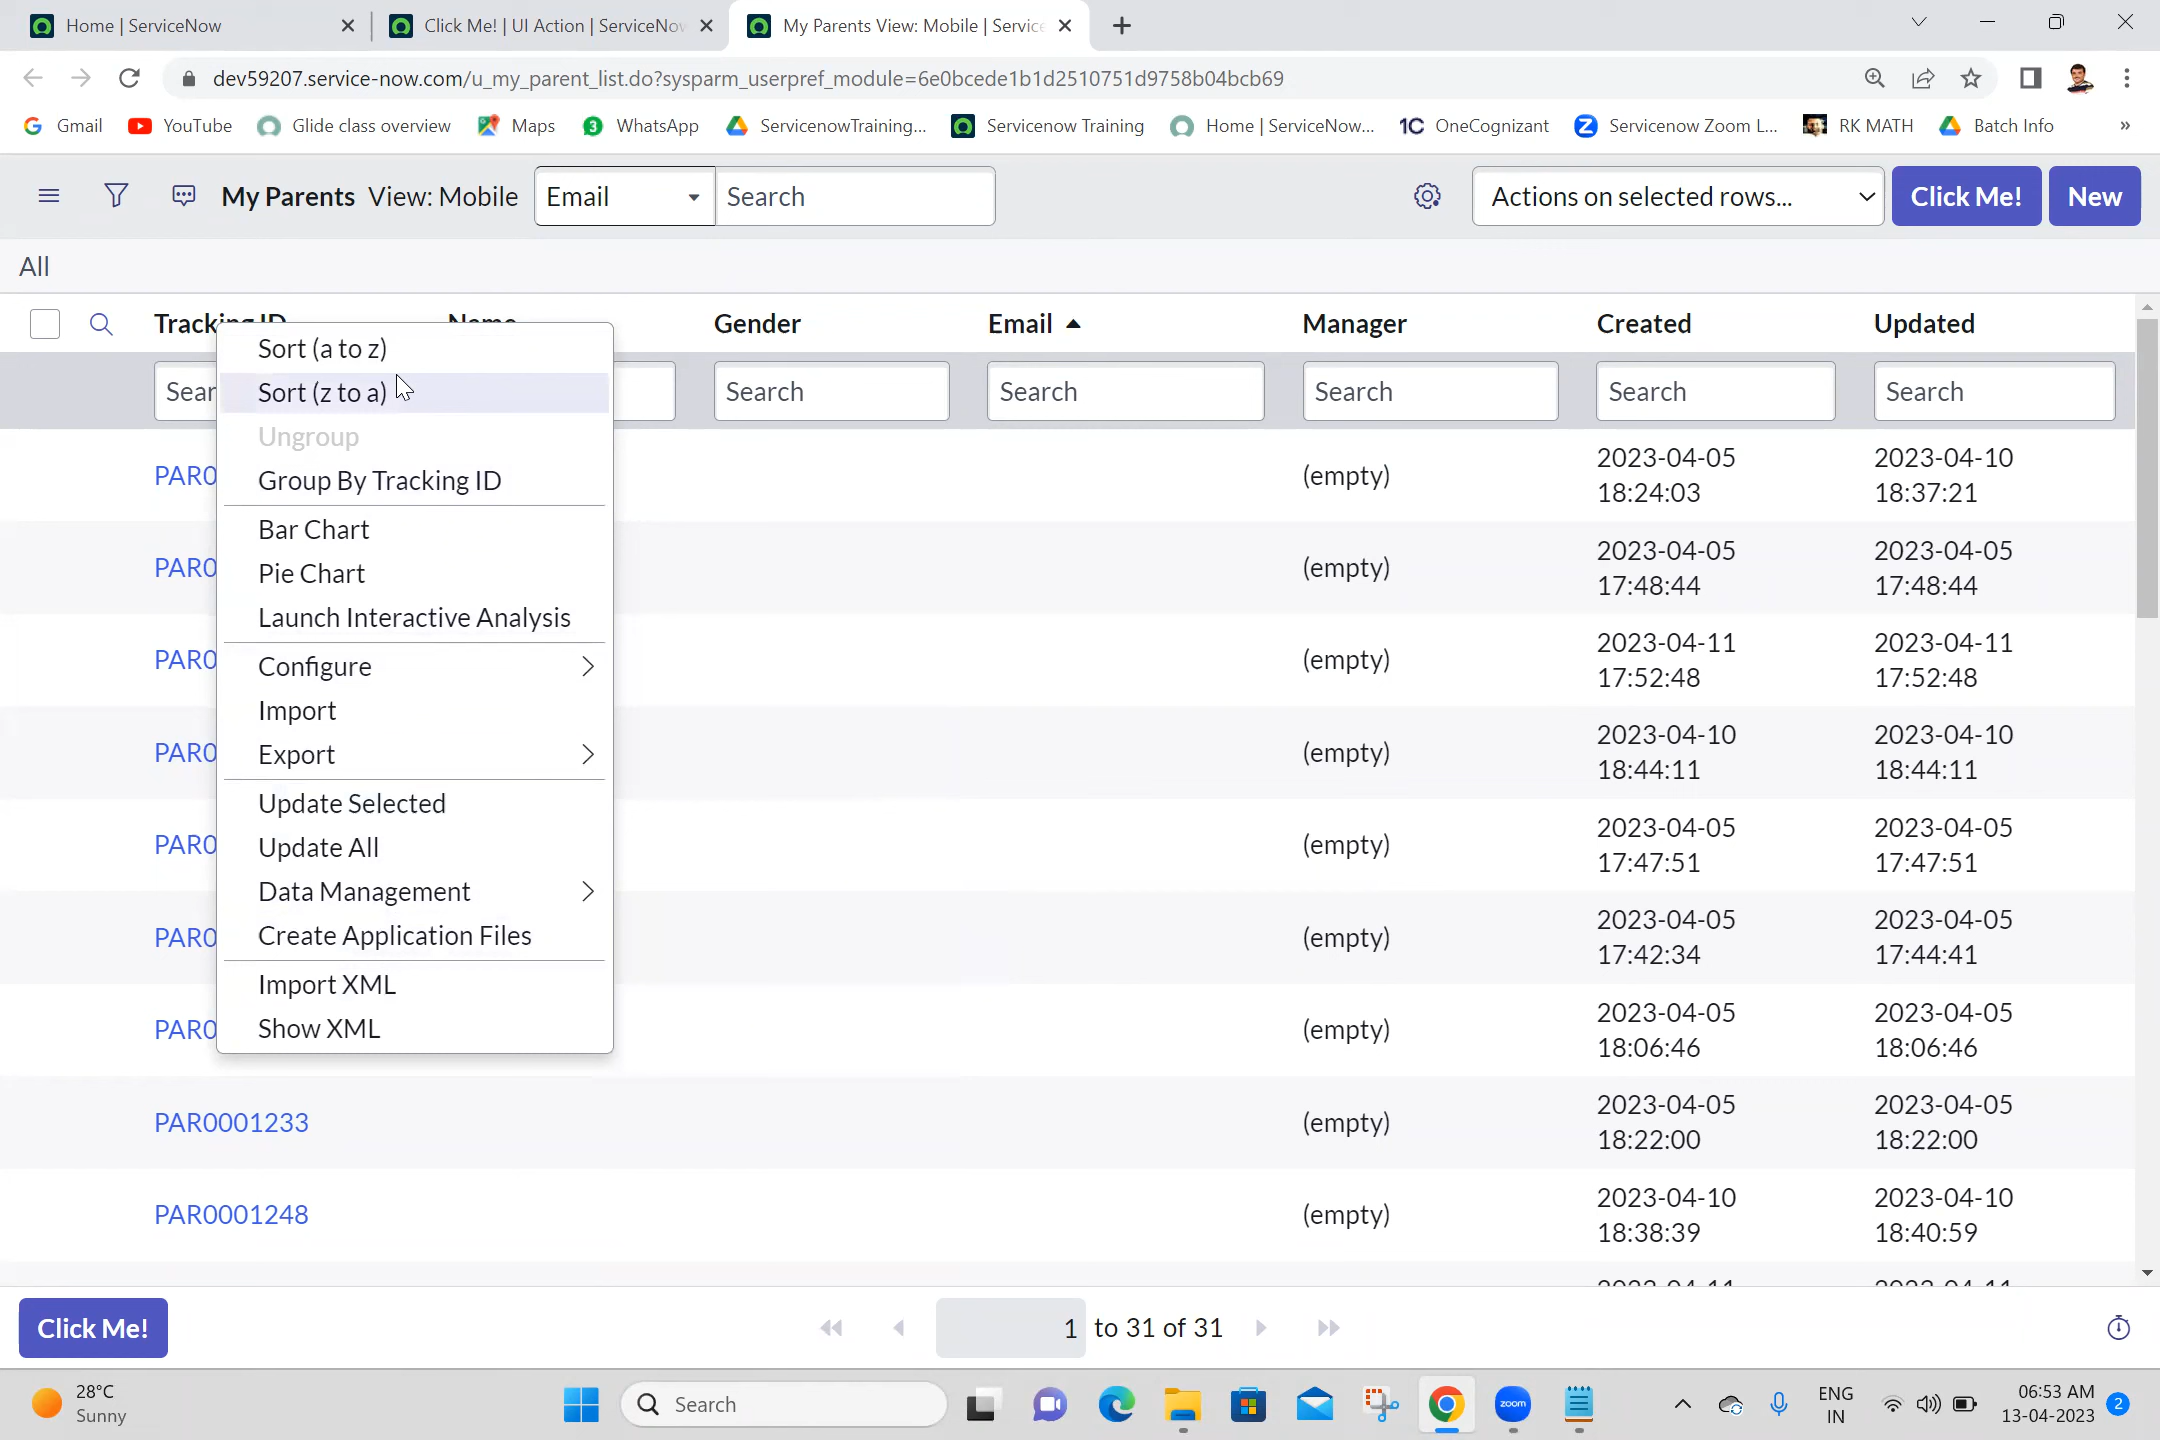 Home | ServiceNow
Click Me! | UI Action | ServiceNow
My Parents View: Mobile | Service
dev59207.service-now.com/u_my_parent_list.do?sysparm_userpref_module=6e0bcede1b1d2510751d9758b04bcb69
Gmail YouTube Glide class overview Maps 3 WhatsApp ServicenowTraining... Servicenow Training Home | ServiceNow... 1C OneCognizant Z Servicenow Zoom L... RK MATH Batch Info »
My Parents View: Mobile Email Search Actions on selected rows... Click Me! New
All
Tracking ID Name Gender Email Manager Created Updated
Sear Search Search Search Search Search
Sort (a to z)
Sort (z to a)
Ungroup
Group By Tracking ID
Bar Chart
Pie Chart
Launch Interactive Analysis
Configure
Import
Export
Update Selected
Update All
Data Management
Create Application Files
Import XML
Show XML
PAR0 (empty) 2023-04-05 18:24:03 2023-04-10 18:37:21
PAR0 (empty) 2023-04-05 17:48:44 2023-04-05 17:48:44
PAR0 (empty) 2023-04-11 17:52:48 2023-04-11 17:52:48
PAR0 (empty) 2023-04-10 18:44:11 2023-04-10 18:44:11
PAR0 (empty) 2023-04-05 17:47:51 2023-04-05 17:47:51
PAR0 (empty) 2023-04-05 17:42:34 2023-04-05 17:44:41
PAR0 (empty) 2023-04-05 18:06:46 2023-04-05 18:06:46
PAR0001233 (empty) 2023-04-05 18:22:00 2023-04-05 18:22:00
PAR0001248 (empty) 2023-04-10 18:38:39 2023-04-10 18:40:59
Click Me! 1 to 31 of 31
28°C
Sunny
Search
zoom
ENG
IN
06:53 AM
13-04-2023
2